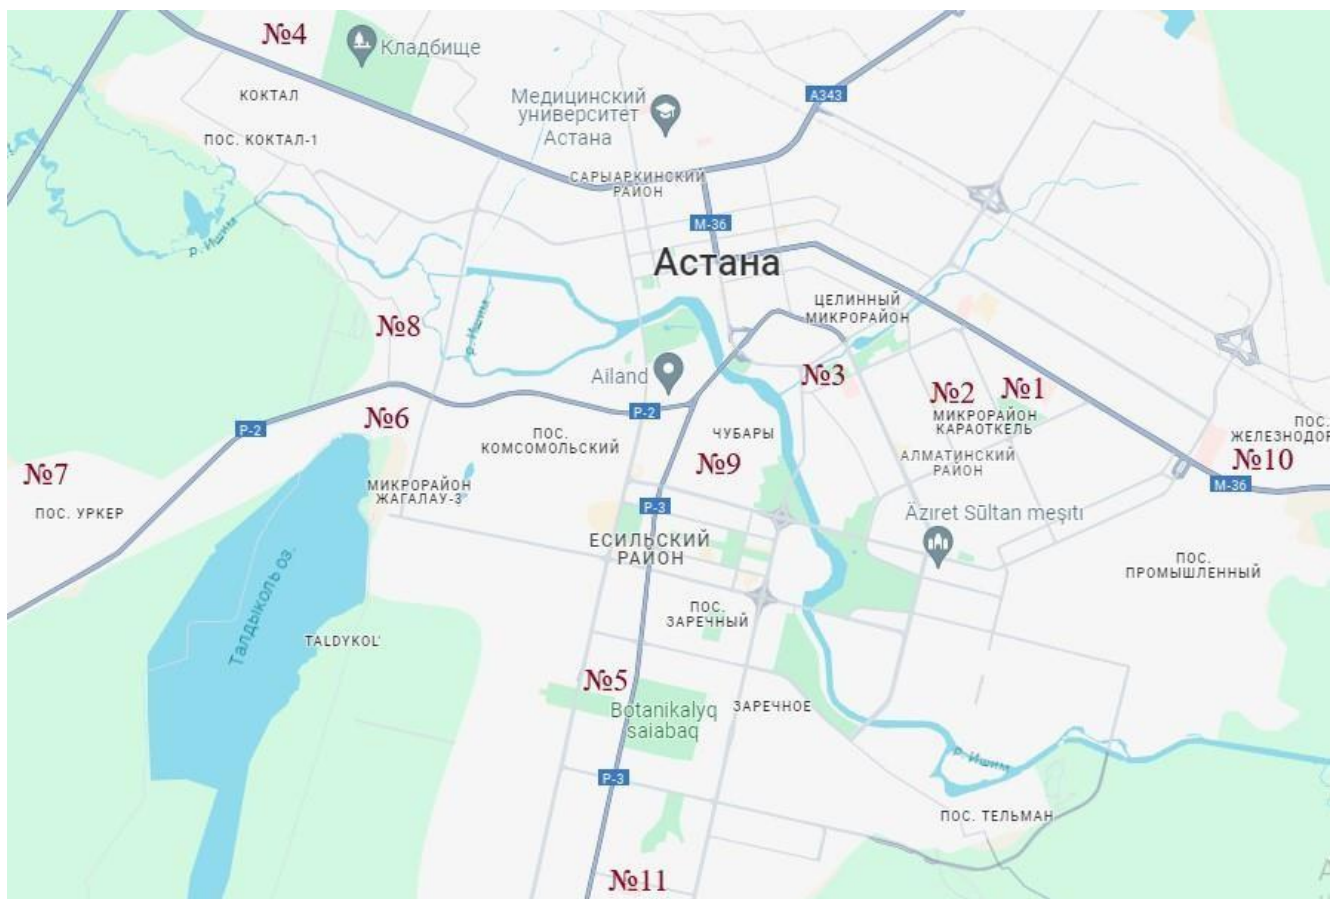 №4
Кладбище
КОКТАЛ
Медицинский
университет
Астана
А343
ПОС. КОКТАЛ-1
САРЫАРКИНСКИЙ
РАЙОН
М-36
р. Ишим
Астана
ЦЕЛИННЫЙ
МИКРОРАЙОН
№8
р. Ишим
Ailand
№3
№2
№1
Р-2
№6
Р-2
ПОС.
КОМСОМОЛЬСКИЙ
ЧУБАРЫ
МИКРОРАЙОН
КАРАОТКЕЛЬ
ПОС.
ЖЕЛЕЗНОДОР
№7
№9
АЛМАТИНСКИЙ
РАЙОН
№10
М-36
МИКРОРАЙОН
ЖАГАЛАУ-3
ПОС. УРКЕР
Р-3
Äziret Sūltan meşıtı
ЕСИЛЬСКИЙ
РАЙОН
ПОС.
ПРОМЫШЛЕННЫЙ
Талдыколь оз.
ПОС.
ЗАРЕЧНЫЙ
TALDYKOL'
№5
Botanikalyq
saiabaq
ЗАРЕЧНОЕ
р. Ишим
Р-3
ПОС. ТЕЛЬМАН
№11